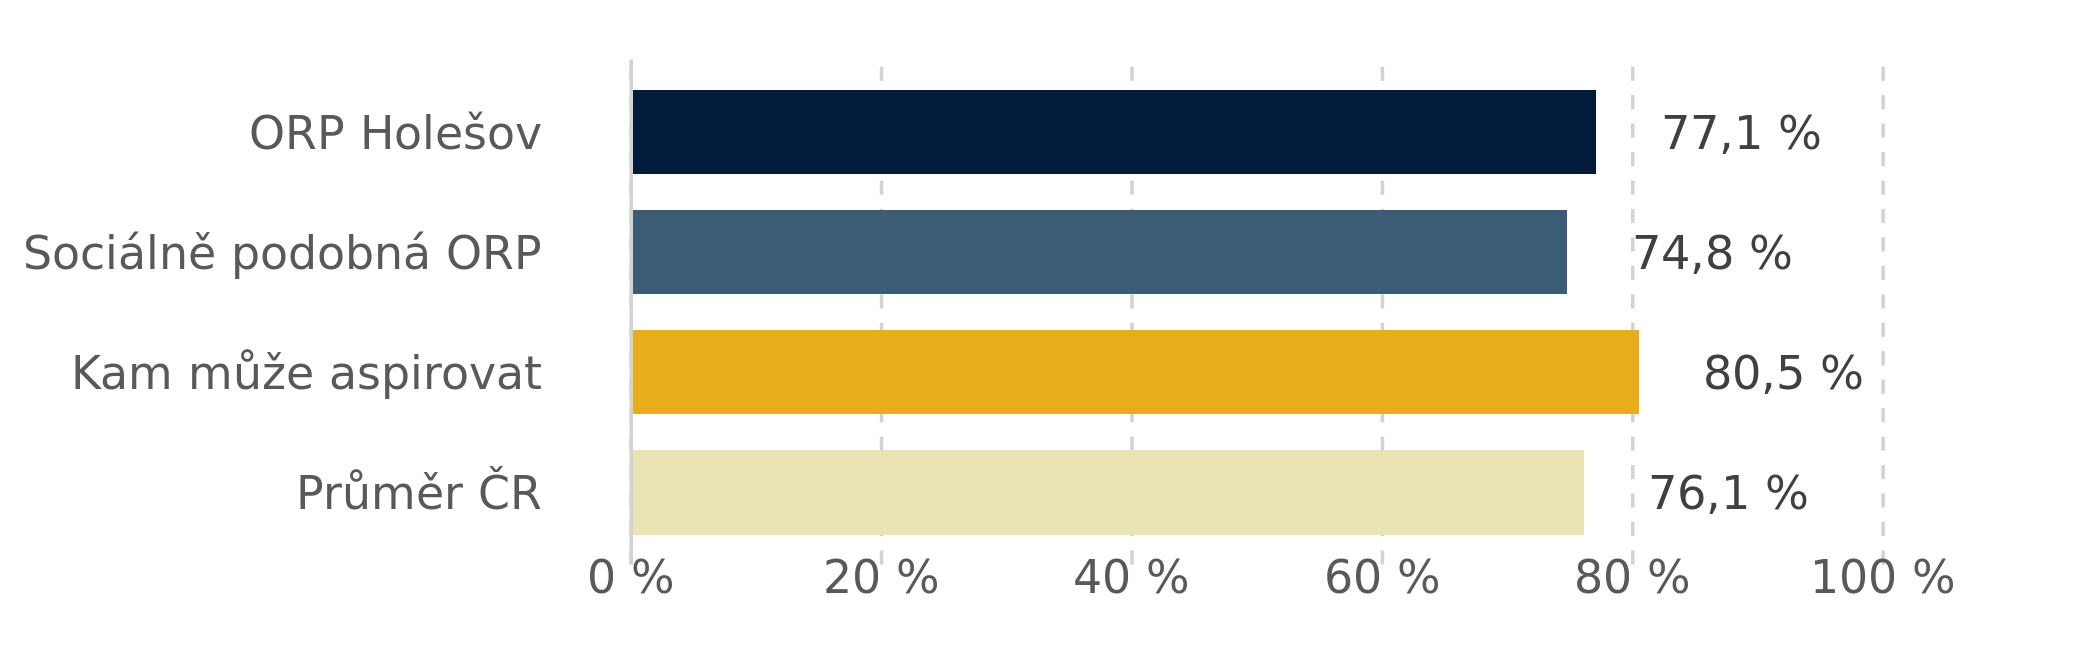 ORP Holešov 77,1 %
Sociálně podobná ORP 74,8 %
Kam může aspirovat 80,5 %
Průměr ČR 76,1 %
0 % 20 % 40 % 60 % 80 % 100 %